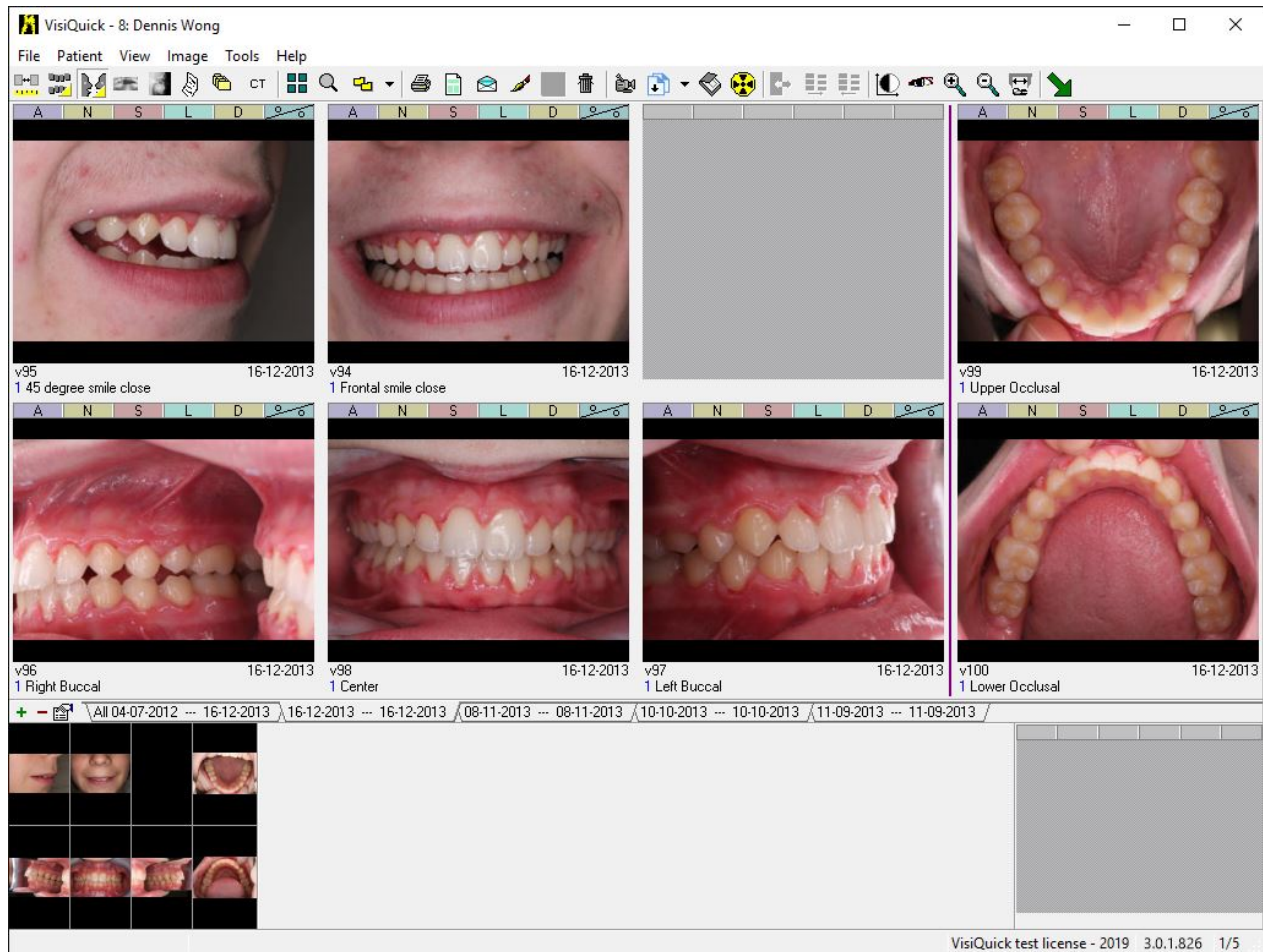 VisiQuick - 8: Dennis Wong
File Patient View Image Tools Help
CT
A N S L D
A N S L D
A N S L D
v95 16-12-2013
1 45 degree smile close
v94 16-12-2013
1 Frontal smile close
v99 16-12-2013
1 Upper Occlusal
A N S L D
A N S L D
A N S L D
A N S L D
v96 16-12-2013
1 Right Buccal
v98 16-12-2013
1 Center
v97 16-12-2013
1 Left Buccal
v100 16-12-2013
1 Lower Occlusal
All 04-07-2012 --- 16-12-2013 16-12-2013 --- 16-12-2013 08-11-2013 --- 08-11-2013 10-10-2013 --- 10-10-2013 11-09-2013 --- 11-09-2013
VisiQuick test license - 2019 3.0.1.826 1/5